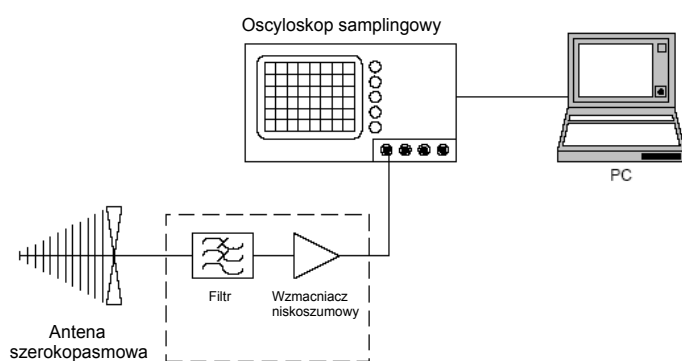 Oscyloskop samplingowy
PC
Filtr
Wzmacniacz
niskoszumowy
Antena
szerokopasmowa